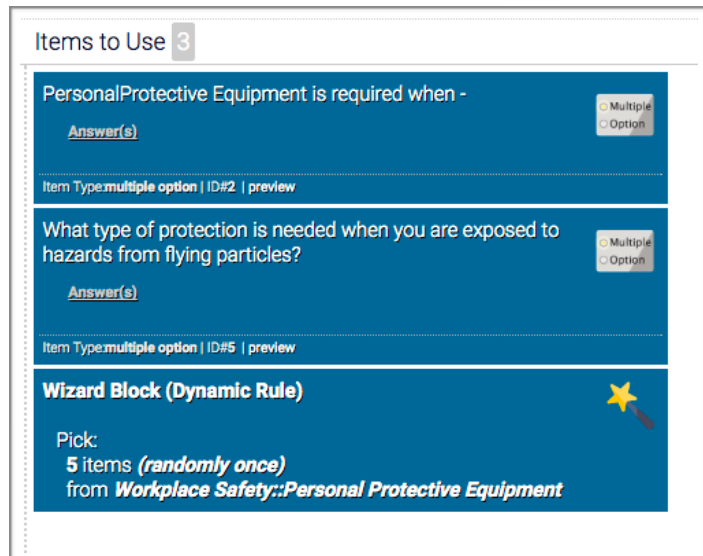 Items to Use 3
PersonalProtective Equipment is required when -
Multiple
Option
Answer(s)
Item Type:multiple option | ID#2 | preview
What type of protection is needed when you are exposed to
hazards from flying particles?
Multiple
Option
Answer(s)
Item Type:multiple option | ID#5 | preview
Wizard Block (Dynamic Rule)
Pick:
5 items (randomly once)
from Workplace Safety::Personal Protective Equipment